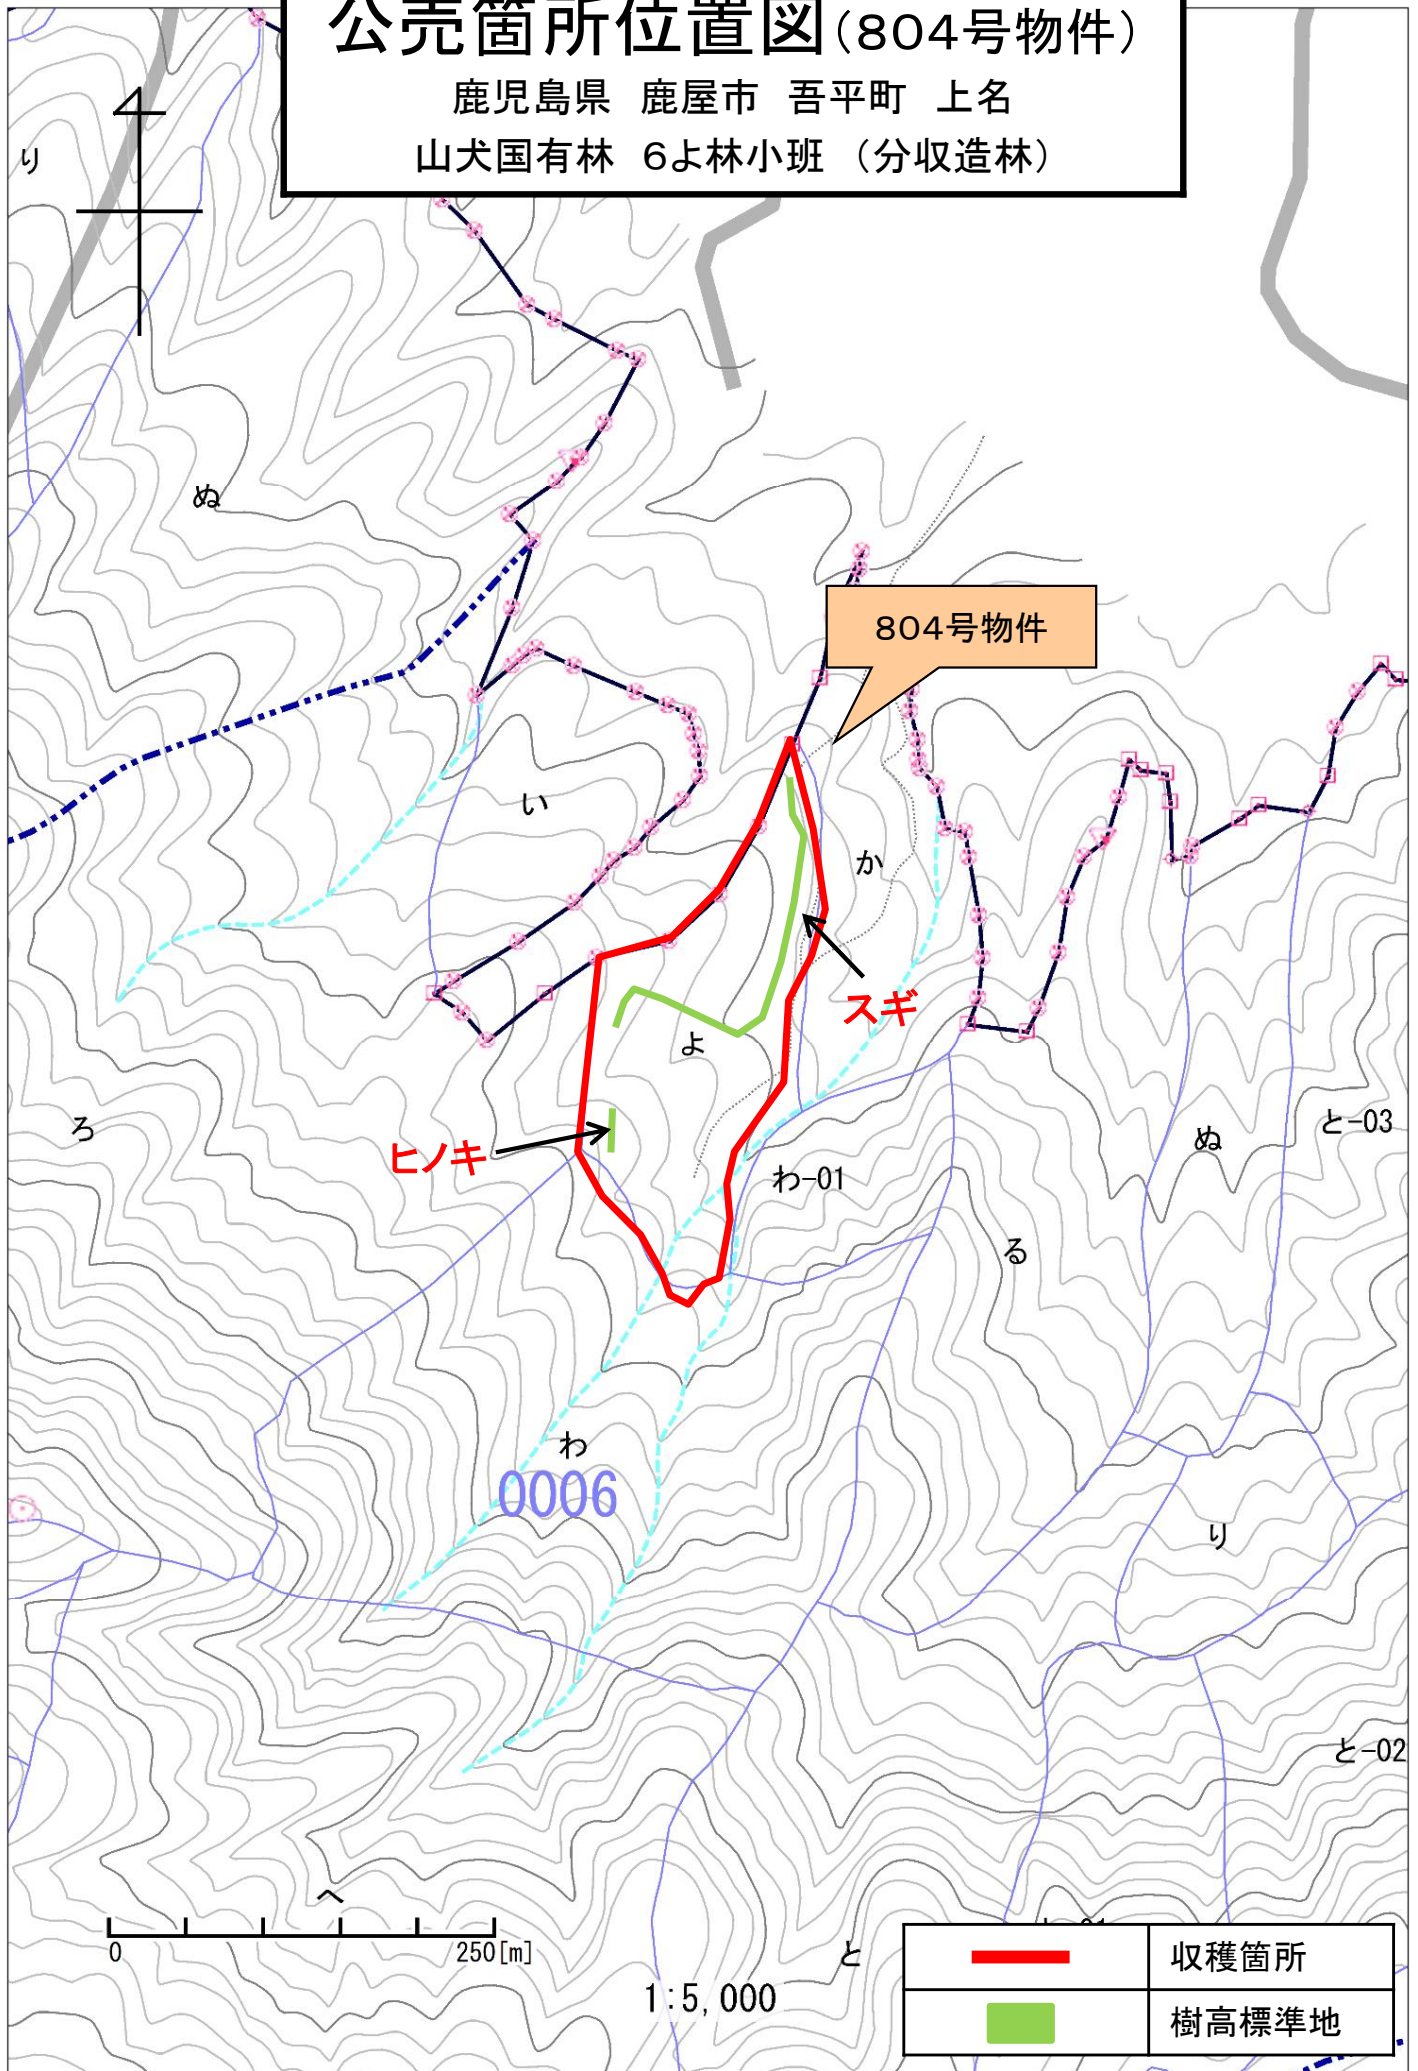 公売箇所位置図(804号物件)
鹿児島県 鹿屋市 吾平町 上名
山犬国有林 6よ林小班 (分収造林)
り
ぬ
804号物件
い
か
スギ
よ
ろ
ヒノキ
と-03
ぬ
わ-01
る
わ
0006
り
と-02
へ
0 250[m]
と
1:5,000
収穫箇所
樹高標準地